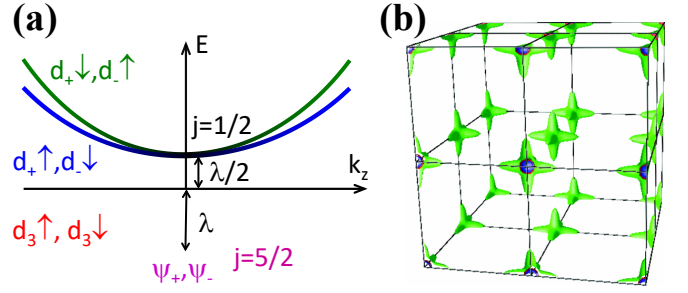 (a)
E
d₊↓,d₋↑
j=1/2
d₊↑,d₋↓
λ/2
k_z
d₃↑, d₃↓
λ
ψ₊,ψ₋ j=5/2
(b)